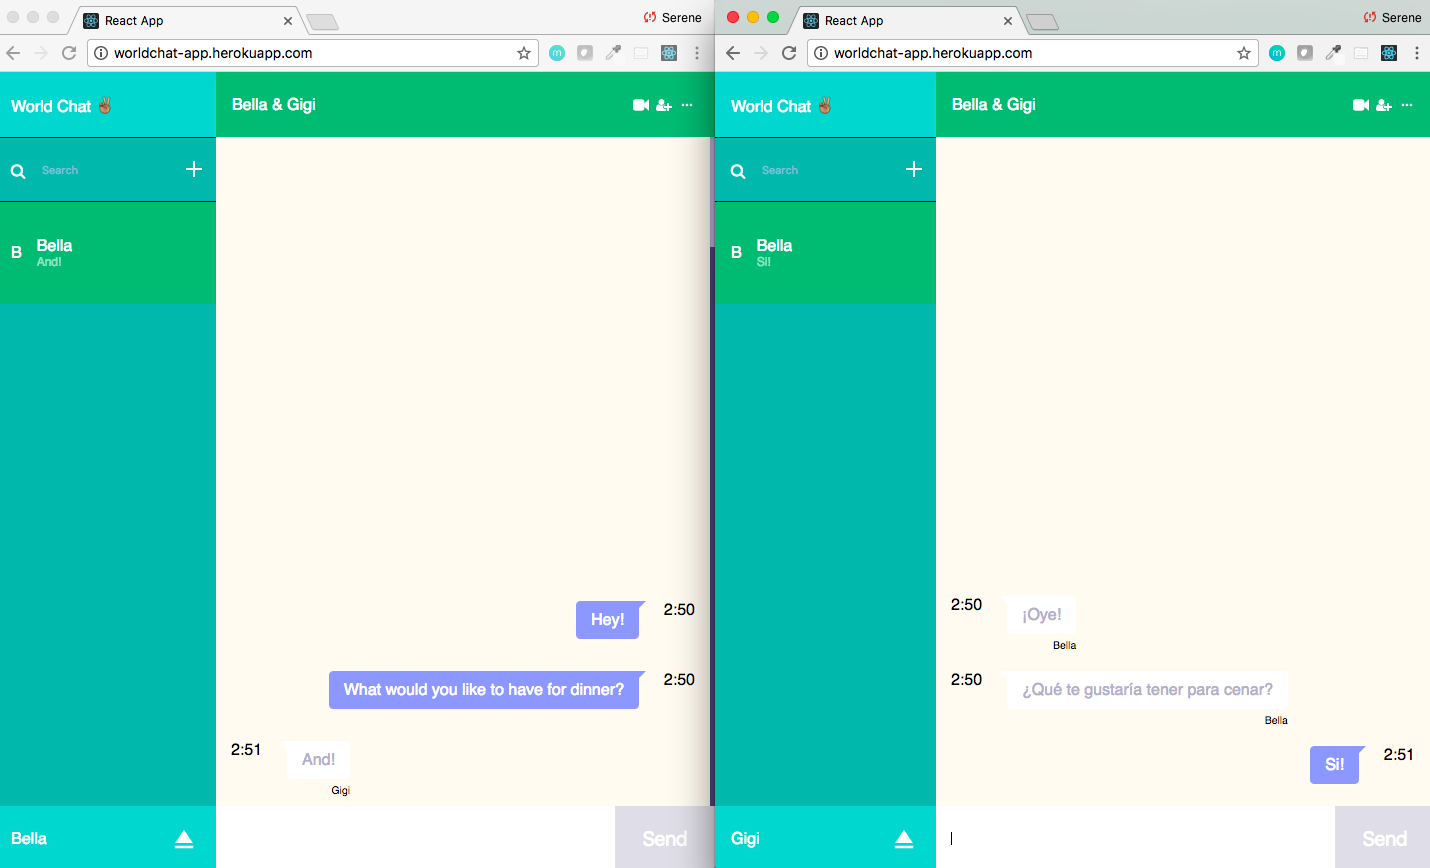 React App
Serene
worldchat-app.herokuapp.com
m
World Chat ✌🏾
Bella & Gigi
Search
B
Bella
And!
Hey!
2:50
What would you like to have for dinner?
2:50
2:51
And!
Gigi
Bella
Send
React App
Serene
worldchat-app.herokuapp.com
m
World Chat ✌🏾
Bella & Gigi
Search
B
Bella
Si!
2:50
¡Oye!
Bella
2:50
¿Qué te gustaría tener para cenar?
Bella
Si!
2:51
Gigi
Send